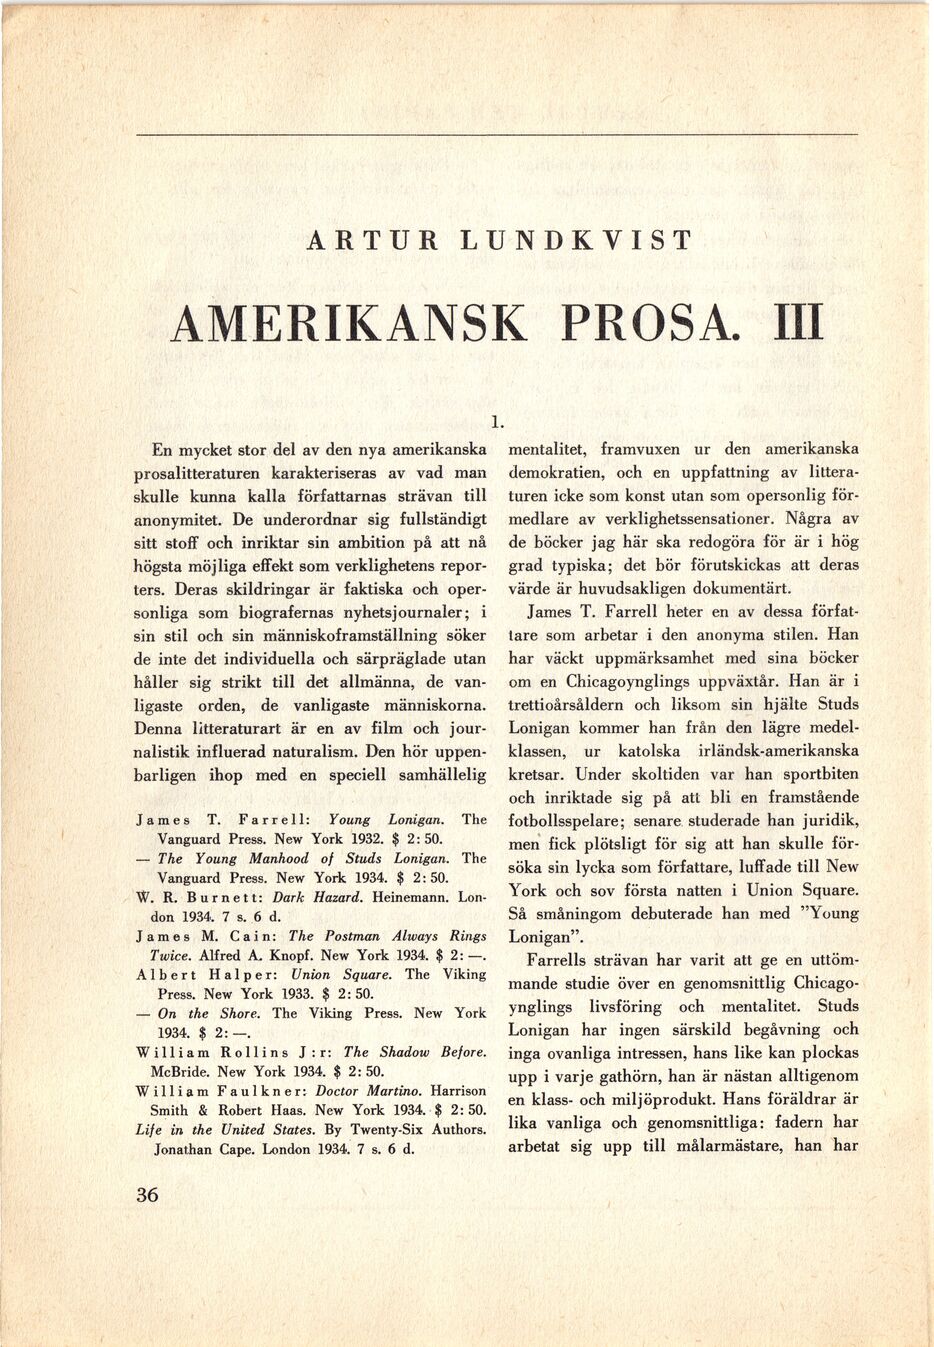 ARTUR LUNDKVIST
AMERIKANSK PROSA. III
1.
En mycket stor del av den nya amerikanska
prosalitteraturen karakteriseras av vad man
skulle kunna kalla författarnas strävan till
anonymitet. De underordnar sig fullständigt
sitt stoff och inriktar sin ambition på att nå
högsta möjliga effekt som verklighetens repor-
ters. Deras skildringar är faktiska och oper-
sonliga som biografernas nyhetsjournaler; i
sin stil och sin människoframställning söker
de inte det individuella och särpräglade utan
håller sig strikt till det allmänna, de van-
ligaste orden, de vanligaste människorna.
Denna litteraturart är en av film och jour-
nalistik influerad naturalism. Den hör uppen-
barligen ihop med en speciell samhällelig
James T. Farrell: Young Lonigan. The
Vanguard Press. New York 1932. $ 2: 50.
— The Young Manhood of Studs Lonigan. The
Vanguard Press. New York 1934. $ 2: 50.
W. R. Burnett: Dark Hazard. Heinemann. Lon-
don 1934. 7 s. 6 d.
James M. Cain: The Postman Always Rings
Twice. Alfred A. Knopf. New York 1934. $ 2: —.
Albert Halper: Union Square. The Viking
Press. New York 1933. $ 2: 50.
— On the Shore. The Viking Press. New York
1934. $ 2: —.
William Rollins J:r: The Shadow Before.
McBride. New York 1934. $ 2: 50.
William Faulkner: Doctor Martino. Harrison
Smith & Robert Haas. New York 1934. $ 2: 50.
Life in the United States. By Twenty-Six Authors.
Jonathan Cape. London 1934. 7 s. 6 d.
mentalitet, framvuxen ur den amerikanska
demokratien, och en uppfattning av littera-
turen icke som konst utan som opersonlig för-
medlare av verklighetssensationer. Några av
de böcker jag här ska redogöra för är i hög
grad typiska; det bör förutskickas att deras
värde är huvudsakligen dokumentärt.
James T. Farrell heter en av dessa förfat-
tare som arbetar i den anonyma stilen. Han
har väckt uppmärksamhet med sina böcker
om en Chicagoynglings uppväxtår. Han är i
trettioårsåldern och liksom sin hjälte Studs
Lonigan kommer han från den lägre medel-
klassen, ur katolska irländsk-amerikanska
kretsar. Under skoltiden var han sportbiten
och inriktade sig på att bli en framstående
fotbollsspelare; senare studerade han juridik,
men fick plötsligt för sig att han skulle för-
söka sin lycka som författare, luffade till New
York och sov första natten i Union Square.
Så småningom debuterade han med ”Young
Lonigan”.
Farrells strävan har varit att ge en uttöm-
mande studie över en genomsnittlig Chicago-
ynglings livsföring och mentalitet. Studs
Lonigan har ingen särskild begåvning och
inga ovanliga intressen, hans like kan plockas
upp i varje gathörn, han är nästan alltigenom
en klass- och miljöprodukt. Hans föräldrar är
lika vanliga och genomsnittliga: fadern har
arbetat sig upp till målarmästare, han har
36